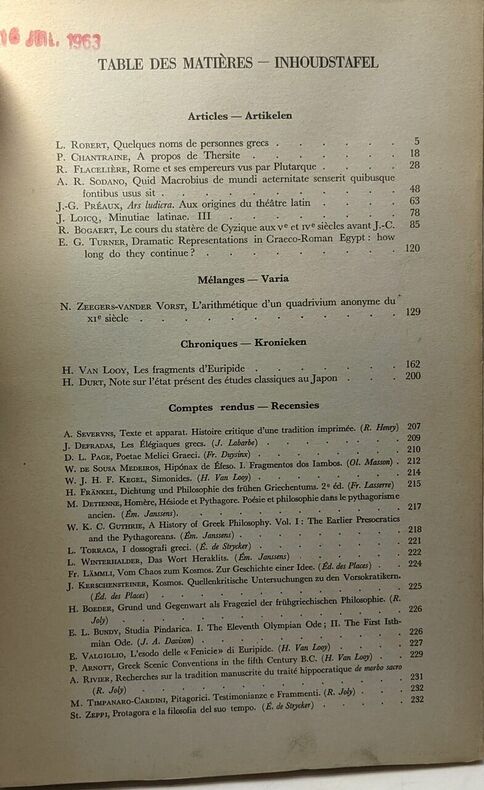 16 JUIL. 1963
TABLE DES MATIÈRES — INHOUDSTAFEL
Articles — Artikelen
L. ROBERT, Quelques noms de personnes grecs . . . . . . 5
P. CHANTRAINE, A propos de Thersite . . . . . . . 18
R. FLACELIÈRE, Rome et ses empereurs vus par Plutarque . . . . 28
A. R. SODANO, Quid Macrobius de mundi aeternitate senserit quibusque
fontibus usus sit . . . . . . . . . . . 48
J.-G. PRÉAUX, Ars ludicra. Aux origines du théâtre latin . . . . 63
J. LOICQ, Minutiae latinae. III . . . . . . . . 78
R. BOGAERT, Le cours du statère de Cyzique aux Ve et IVe siècles avant J.-C. 85
E. G. TURNER, Dramatic Representations in Graeco-Roman Egypt : how
long do they continue ? . . . . . . . . . 120
Mélanges — Varia
N. ZEEGERS-VANDER VORST, L'arithmétique d'un quadrivium anonyme du
XIe siècle . . . . . . . . . . . . 129
Chroniques — Kronieken
H. VAN LOOY, Les fragments d'Euripide . . . . . . . 162
H. DURT, Note sur l'état présent des études classiques au Japon . . . 200
Comptes rendus — Recensies
A. SEVERYNS, Texte et apparat. Histoire critique d'une tradition imprimée. (R. Henry) 207
J. DEFRADAS, Les Élégiaques grecs. (J. Labarbe) . . . . . . 209
D. L. PAGE, Poetae Melici Graeci. (Fr. Duysinx) . . . . . . 210
W. DE SOUSA MEDEIROS, Hipónax de Éfeso. I. Fragmentos dos Iambos. (Ol. Masson) . 212
W. J. H. F. KEGEL, Simonides. (H. Van Looy) . . . . . . 214
H. FRÄNKEL, Dichtung und Philosophie des frühen Griechentums. 2e éd. (Fr. Lasserre) 215
M. DETIENNE, Homère, Hésiode et Pythagore. Poésie et philosophie dans le pythagorisme
ancien. (Ém. Janssens). . . . . . . . . . 217
W. K. C. GUTHRIE, A History of Greek Philosophy. Vol. I : The Earlier Presocratics
and the Pythagoreans. (Ém. Janssens) . . . . . . . 218
L. TORRACA, I dossografi greci. (É. de Strycker) . . . . . . 221
L. WINTERHALDER, Das Wort Heraklits. (Ém. Janssens) . . . . . 222
Fr. LÄMMLI, Vom Chaos zum Kosmos. Zur Geschichte einer Idee. (Éd. des Places) . 224
J. KERSCHENSTEINER, Kosmos. Quellenkritische Untersuchungen zu den Vorsokratikern.
(Éd. des Places) . . . . . . . . . . 225
H. BOEDER, Grund und Gegenwart als Frageziel der frühgriechischen Philosophie. (R.
Joly) . . . . . . . . . . . . 226
E. L. BUNDY, Studia Pindarica. I. The Eleventh Olympian Ode ; II. The First Isth-
mian Ode. (J. A. Davison) . . . . . . . . 226
E. VALGIGLIO, L'esodo delle «Fenicie» di Euripide. (H. Van Looy) . . . 227
P. ARNOTT, Greek Scenic Conventions in the fifth Century B.C. (H. Van Looy) . . 229
A. RIVIER, Recherches sur la tradition manuscrite du traité hippocratique de morbo sacro
(R. Joly) . . . . . . . . . . . 231
M. TIMPANARO-CARDINI, Pitagorici. Testimonianze e Frammenti. (R. Joly) . . 232
St. ZEPPI, Protagora e la filosofia del suo tempo. (É. de Strycker) . . . 232